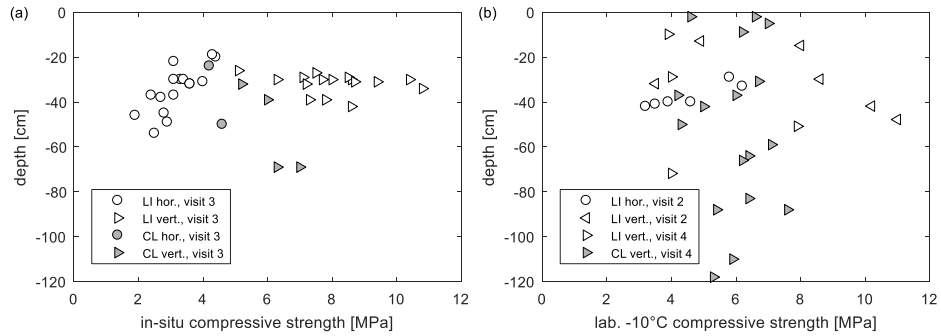 (a)
0
-20
-40
-60
-80
-100
-120
depth [cm]
LI hor., visit 3
LI vert., visit 3
CL hor., visit 3
CL vert., visit 3
0 2 4 6 8 10 12
in-situ compressive strength [MPa]
(b)
0
-20
-40
-60
-80
-100
-120
depth [cm]
LI hor., visit 2
LI vert., visit 2
LI vert., visit 4
CL vert., visit 4
0 2 4 6 8 10 12
lab. -10°C compressive strength [MPa]